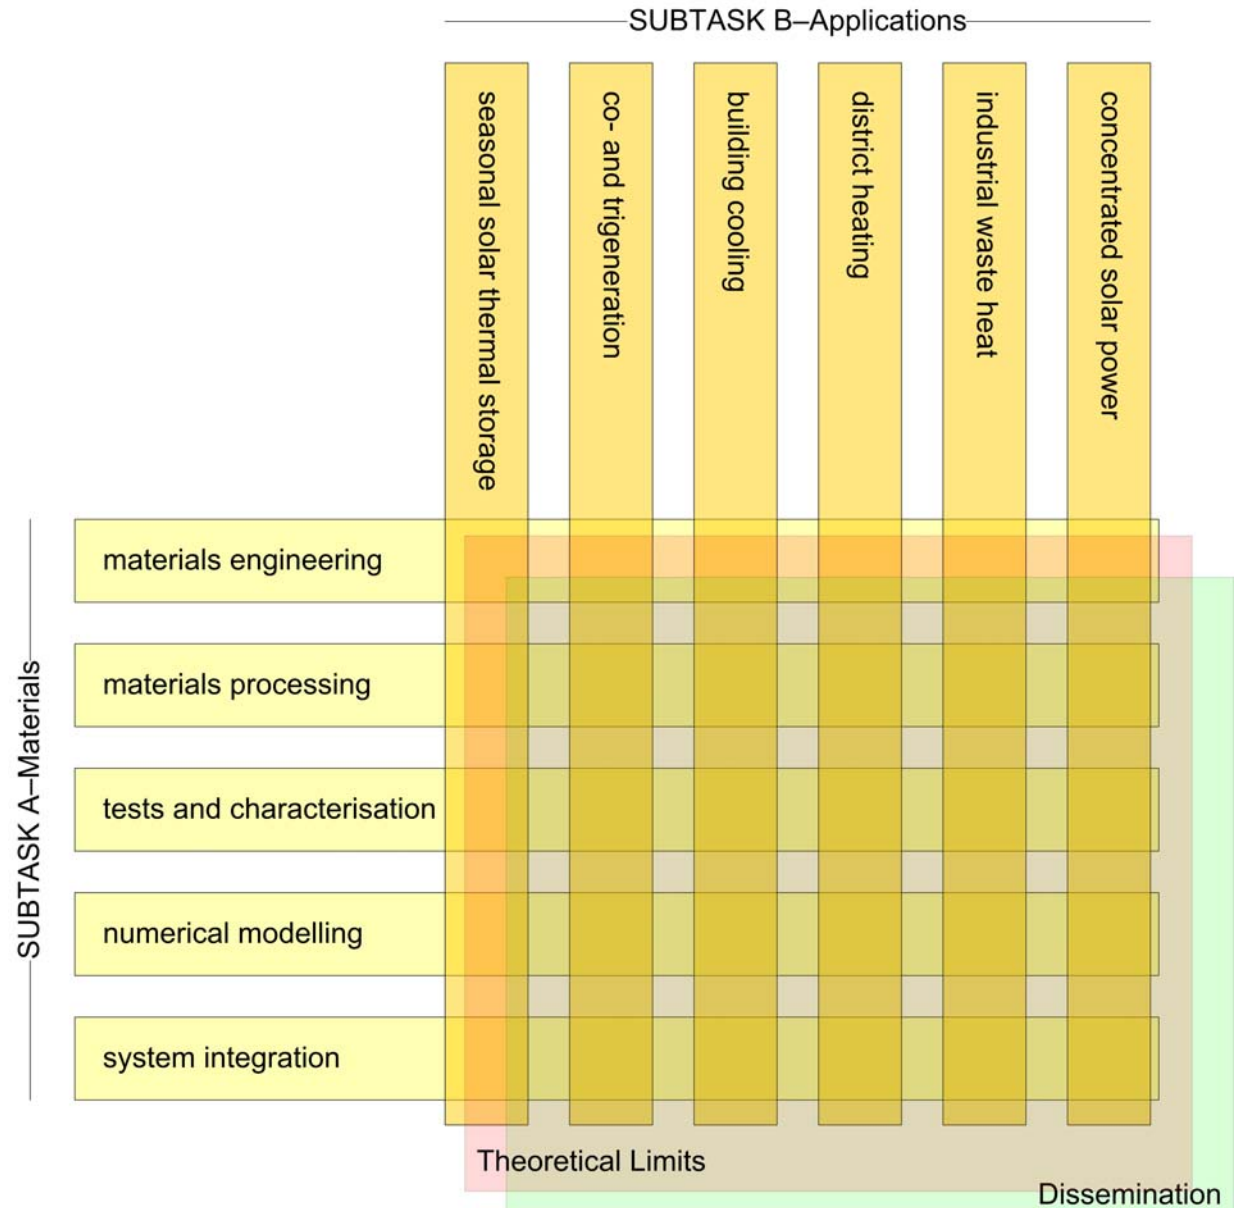 SUBTASK B–Applications
seasonal solar thermal storage
co- and trigeneration
building cooling
district heating
industrial waste heat
concentrated solar power
SUBTASK A–Materials
materials engineering
materials processing
tests and characterisation
numerical modelling
system integration
Theoretical Limits
Dissemination